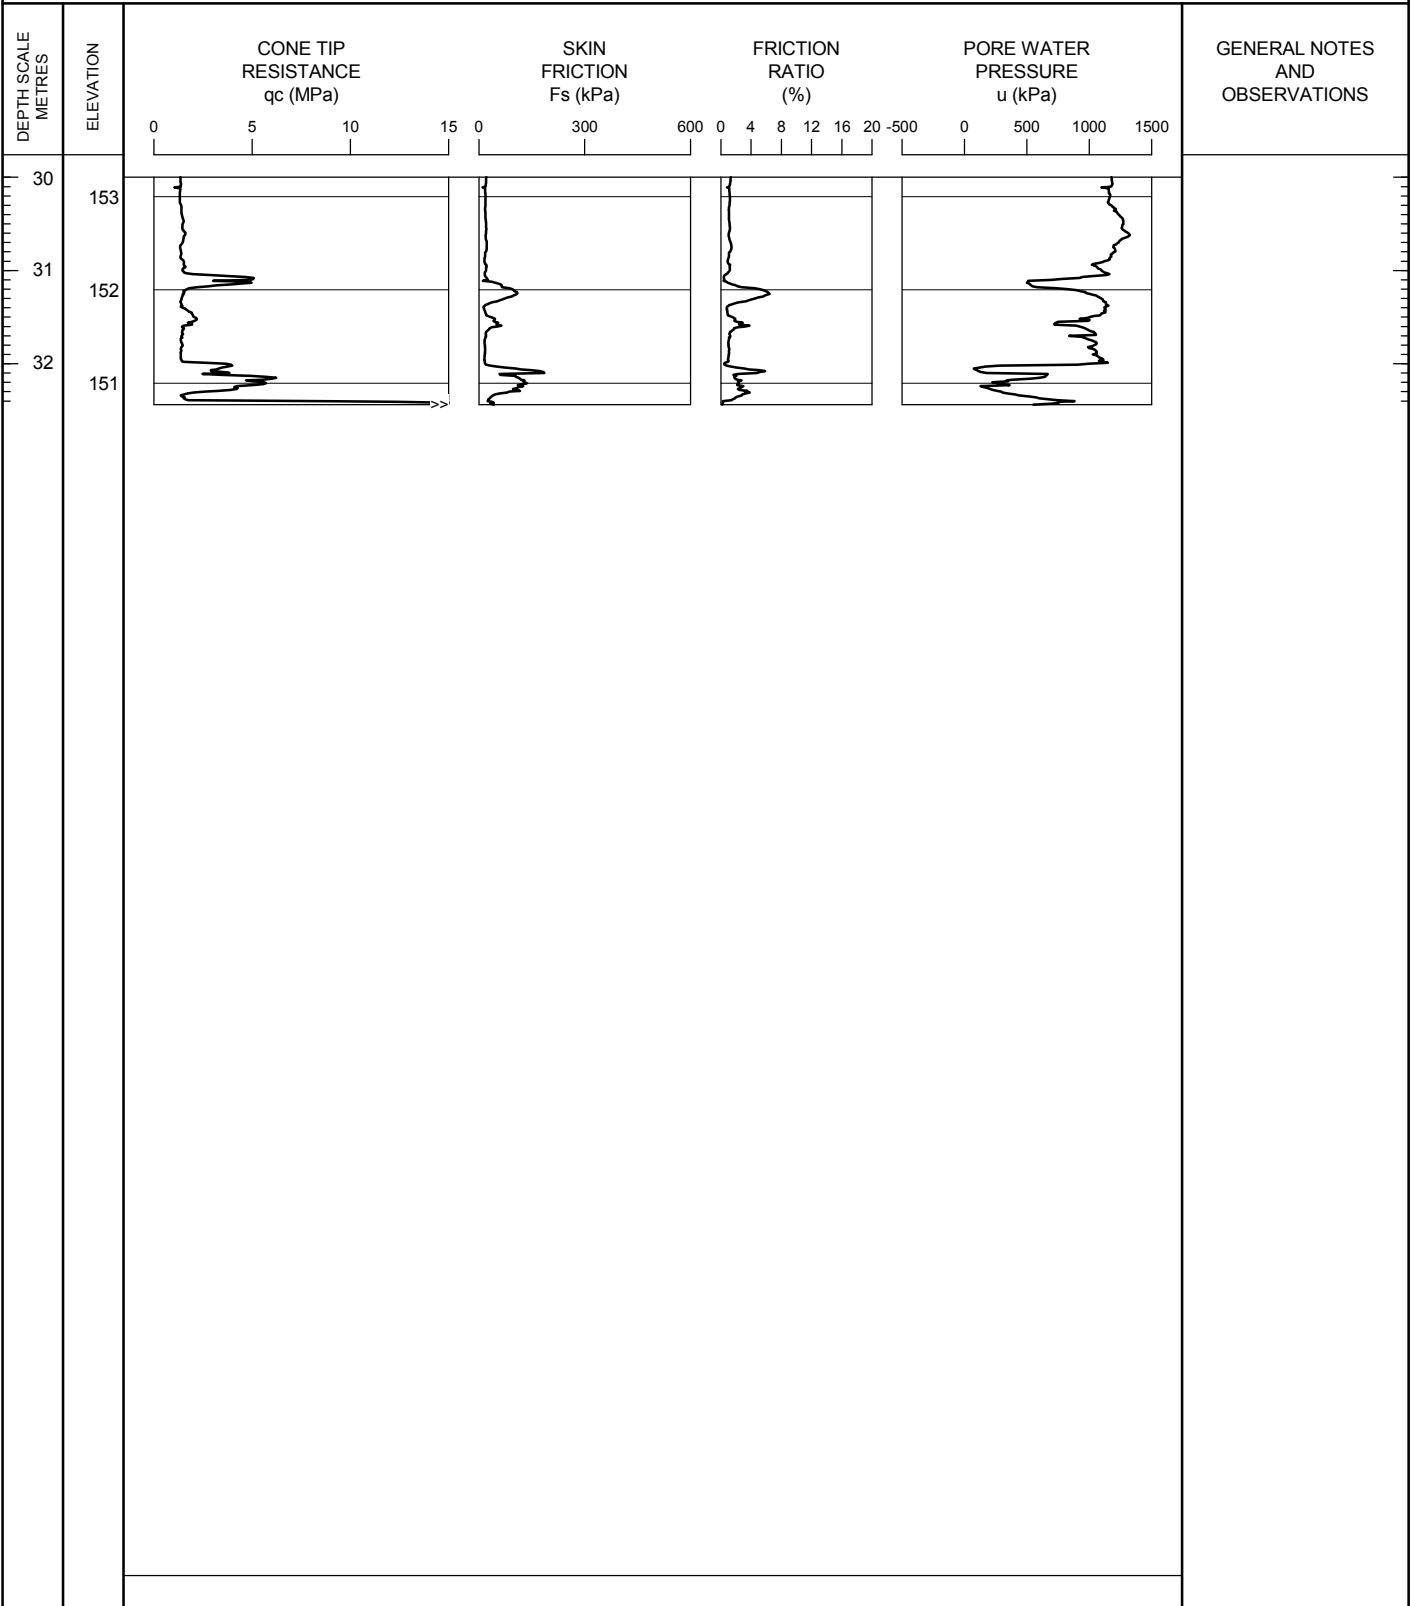 DEPTH SCALE
METRES
ELEVATION
CONE TIP
RESISTANCE
qc (MPa)
SKIN
FRICTION
Fs (kPa)
FRICTION
RATIO
(%)
PORE WATER
PRESSURE
u (kPa)
GENERAL NOTES
AND
OBSERVATIONS
0 5 10 15 0 300 600 0 4 8 12 16 20 -500 0 500 1000 1500
30
153
31
152
32
151
>>